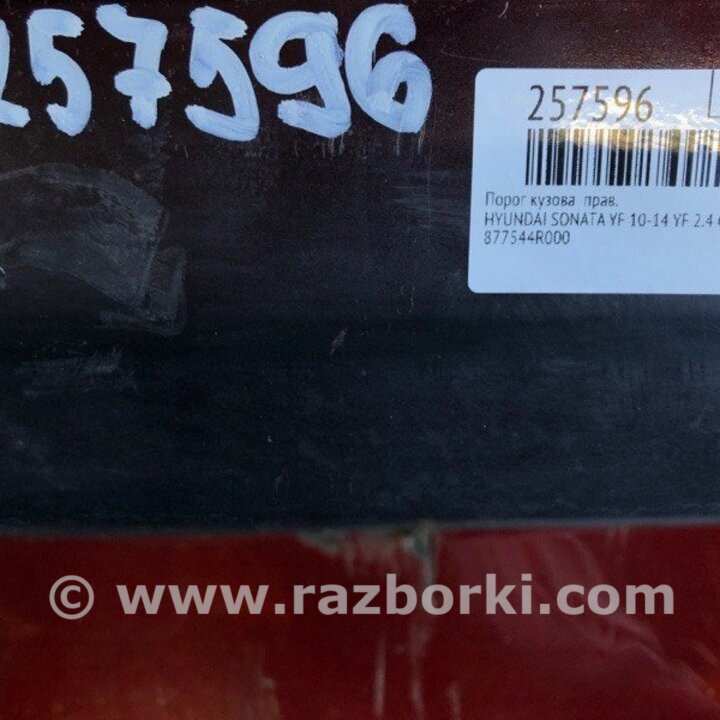 257596
257596
Порог кузова прав.
HYUNDAI SONATA YF 10-14 YF 2.4
877544R000
© www.razborki.com